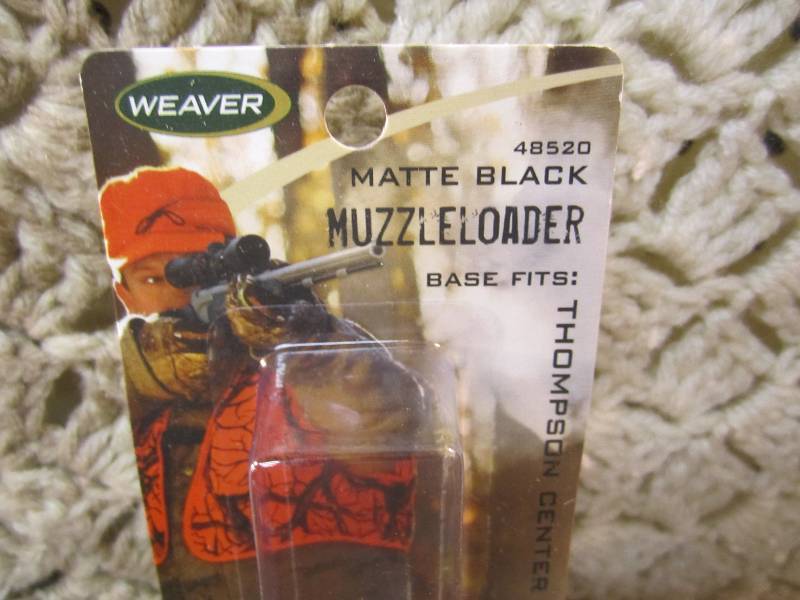 WEAVER
48520
MATTE BLACK
MUZZLELOADER
BASE FITS:
THOMPSON CENTER